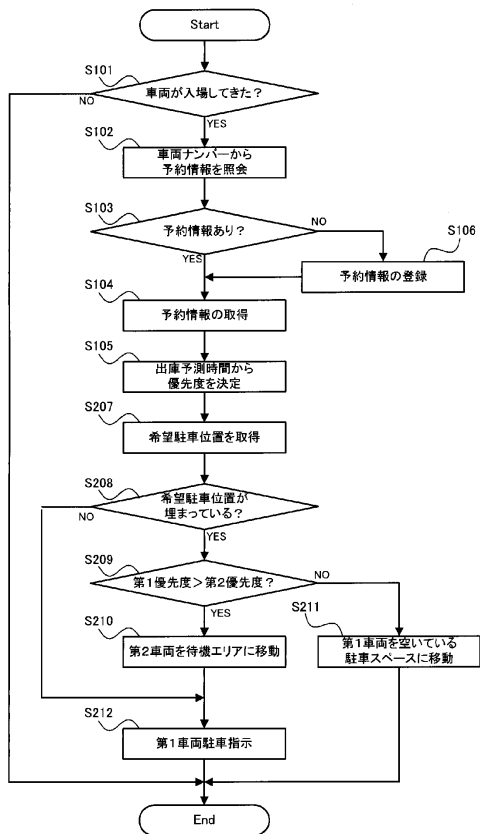 Start
S101
車両が入場してきた?
NO
YES
S102
車両ナンバーから
予約情報を照会
S103
予約情報あり?
NO
YES
S106
予約情報の登録
S104
予約情報の取得
S105
出庫予測時間から
優先度を決定
S207
希望駐車位置を取得
S208
希望駐車位置が
埋まっている?
NO
YES
S209
第1優先度>第2優先度?
NO
YES
S210
第2車両を待機エリアに移動
S211
第1車両を空いている
駐車スペースに移動
S212
第1車両駐車指示
End